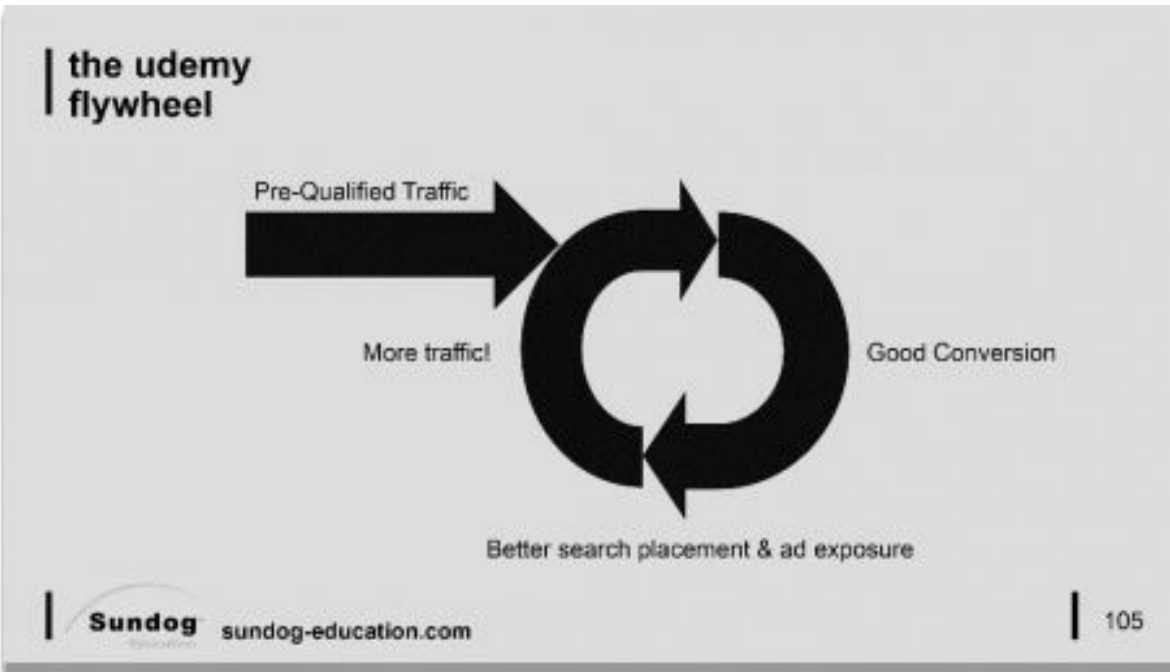 the udemy
flywheel
Pre-Qualified Traffic
More traffic!
Good Conversion
Better search placement & ad exposure
Sundog
Education
sundog-education.com
105